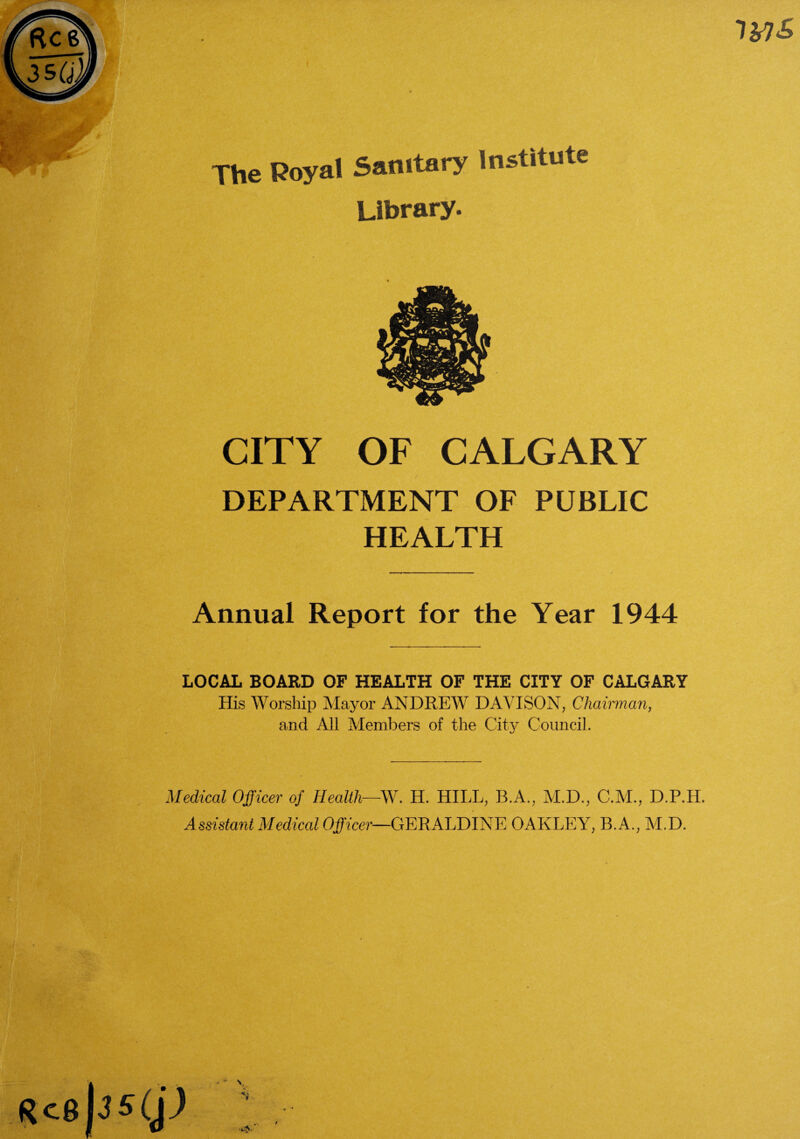 RCB
35(J)
The Royal Sanitary Institute
Library.
CITY OF CALGARY
DEPARTMENT OF PUBLIC
HEALTH
Annual Report for the Year 1944
LOCAL BOARD OF HEALTH OF THE CITY OF CALGARY
His Worship Mayor ANDREW DAVISON, Chairman,
and All Members of the City Council.
Medical Officer of Health—W. H. HILL, B.A., M.D., C.M., D.P.H.
Assistant Medical Officer—GERALDINE OAKLEY, B.A., M.D.
RCB 35(J)